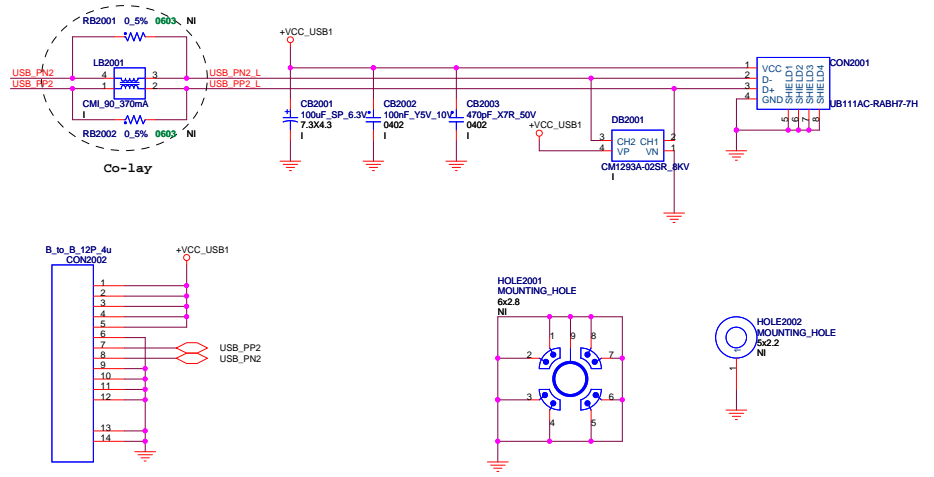 RB2001 0_5% 0603 NI
LB2001
USB_PN2 4 3 USB_PN2_L
USB_PP2 1 2 USB_PP2_L
CMI_90_370mA
I
RB2002 0_5% 0603 NI
Co-lay
+VCC_USB1
CB2001
100uF_SP_6.3V
7.3X4.3
I
CB2002
100nF_Y5V_10V
0402
I
CB2003
470pF_X7R_50V
0402
I
+VCC_USB1
DB2001
3 CH2 CH1 2
4 VP VN 1
CM1293A-02SR_8KV
I
CON2001
1 VCC
2 D-
3 D+
4 GND
SHIELD1
SHIELD2
SHIELD3
SHIELD4
5 6 7 8
UB111AC-RABH7-7H
B_to_B_12P_4u
CON2002
+VCC_USB1
1
2
3
4
5
6
7 USB_PP2
8 USB_PN2
9
10
11
12
13
14
HOLE2001
MOUNTING_HOLE
6x2.8
NI
1 9 8
2 7
3 6
4 5
HOLE2002
MOUNTING_HOLE
5x2.2
NI
1